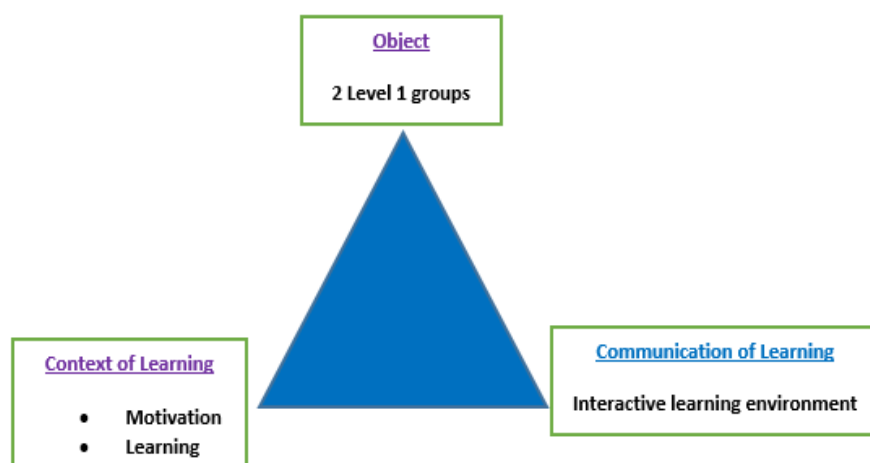 Object
2 Level 1 groups
Context of Learning
• Motivation
• Learning
Communication of Learning
Interactive learning environment